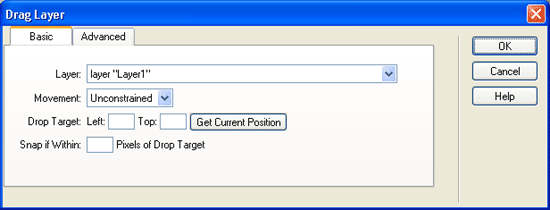 Drag Layer
Basic Advanced
OK
Layer: layer "Layer1"
Cancel
Movement: Unconstrained
Help
Drop Target: Left: Top: Get Current Position
Snap if Within: Pixels of Drop Target